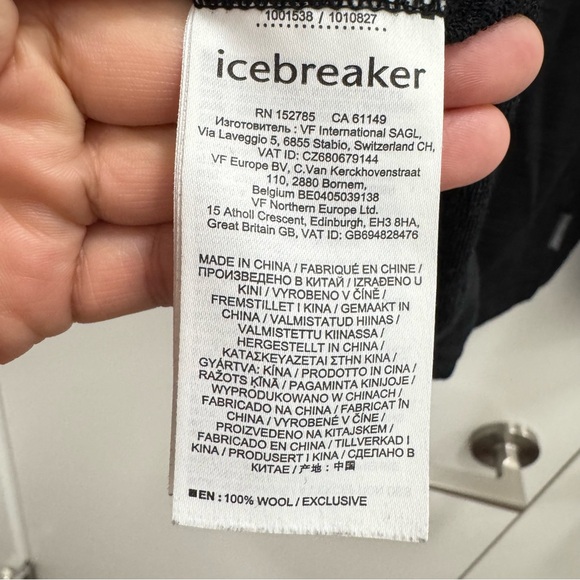 1001538 / 1010827
icebreaker
RN 152785 CA 61149
Изготовитель : VF International SAGL,
Via Laveggio 5, 6855 Stabio, Switzerland CH,
VAT ID: CZ680679144
VF Europe BV, C.Van Kerckhovenstraat
110, 2880 Bornem,
Belgium BE0405039138
VF Northern Europe Ltd.
15 Atholl Crescent, Edinburgh, EH3 8HA,
Great Britain GB, VAT ID: GB694828476
MADE IN CHINA / FABRIQUÉ EN CHINE /
ПРОИЗВЕДЕНО В КИТАЙ / IZRAĐENO U
KINI / VYROBENO V ČÍNĚ /
FREMSTILLET I KINA / GEMAAKT IN
CHINA / VALMISTATUD HIINAS /
VALMISTETTU KIINASSA /
HERGESTELLT IN CHINA /
ΚΑΤΑΣΚΕΥΑΖΕΤΑΙ ΣΤΗΝ ΚΙΝΑ /
GYÁRTVA: KÍNA / PRODOTTO IN CINA /
RAŽOTS ĶĪNĀ / PAGAMINTA KINIJOJE /
WYPRODUKOWANO W CHINACH /
FABRICADO NA CHINA / FABRICAT ÎN
CHINA / VYROBENÉ V ČÍNE /
PROIZVEDENO NA KITAJSKEM /
FABRICADO EN CHINA / TILLVERKAD I
KINA / PRODUSERT I KINA / СДЕЛАНО В
КИТАЕ / 产地 : 中国
EN : 100% WOOL / EXCLUSIVE